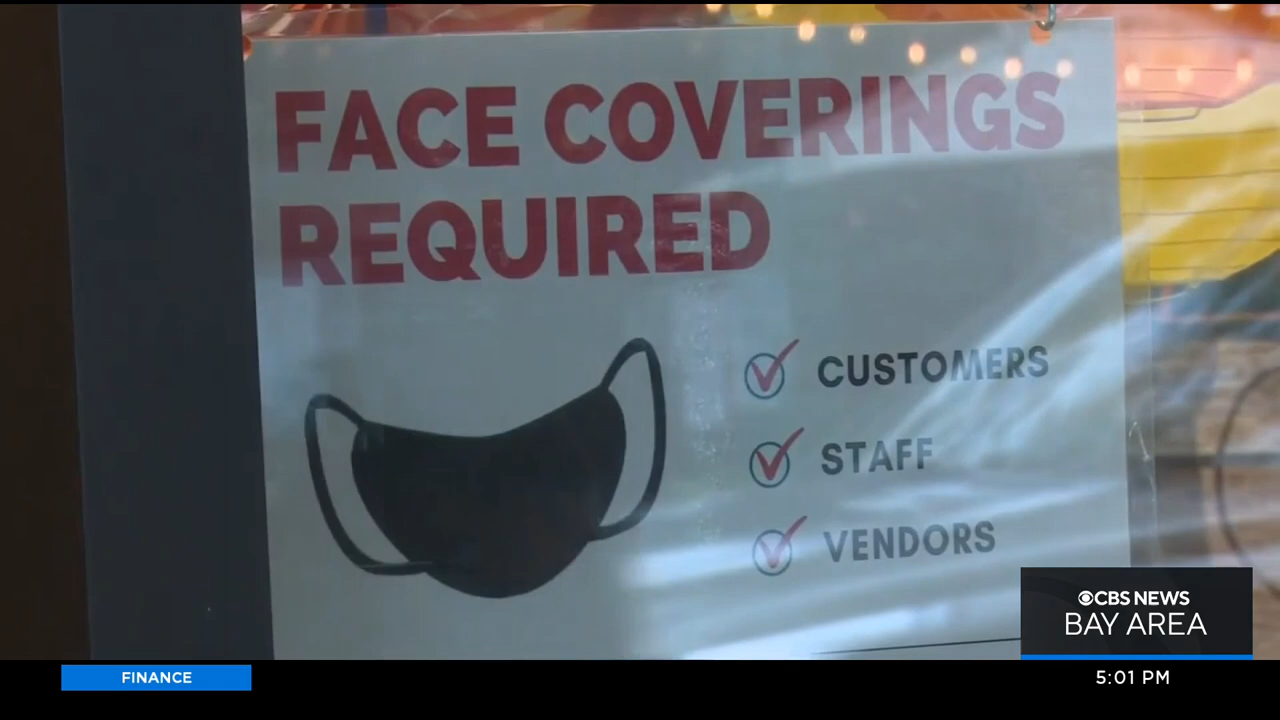 FACE COVERINGS
REQUIRED
CUSTOMERS
STAFF
VENDORS
CBS NEWS
BAY AREA
FINANCE
5:01 PM